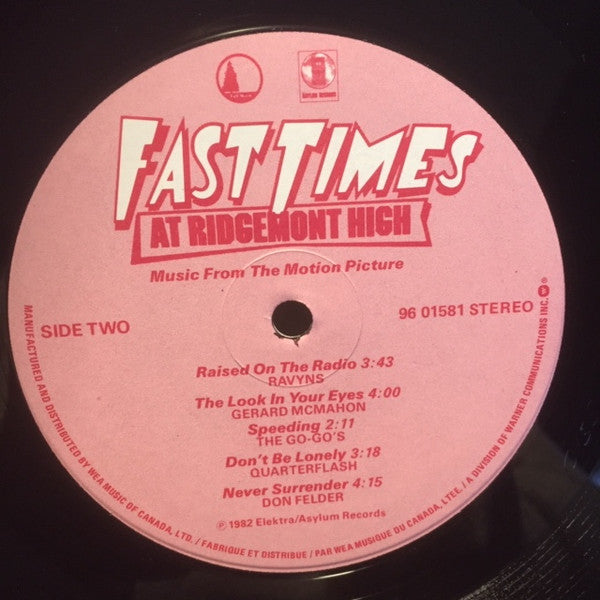 FAST TIMES
AT RIDGEMONT HIGH
Music From The Motion Picture
SIDE TWO
96 01581 STEREO
Raised On The Radio 3:43
RAVYNS
The Look In Your Eyes 4:00
GERARD MCMAHON
Speeding 2:11
THE GO-GO'S
Don't Be Lonely 3:18
QUARTERFLASH
Never Surrender 4:15
DON FELDER
℗ 1982 Elektra/Asylum Records
MANUFACTURED AND DISTRIBUTED BY WEA MUSIC OF CANADA, LTD. / FABRIQUE ET DISTRIBUE / PAR WEA MUSIQUE DU CANADA, LTEE. / A DIVISION OF WARNER COMMUNICATIONS INC. ®